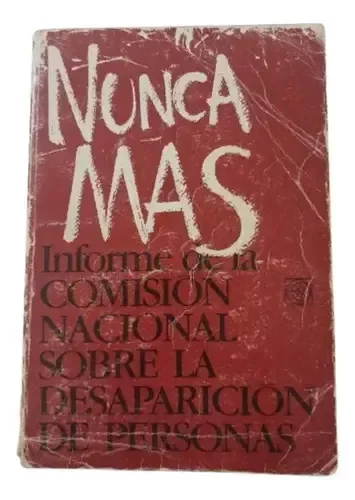 NUNCA
MAS
Informe de la
COMISION
NACIONAL
SOBRE LA
DESAPARICION
DE PERSONAS